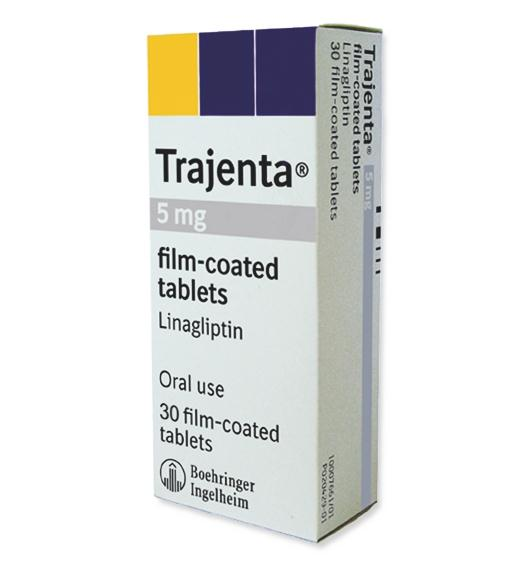 Trajenta®
5 mg
film-coated
tablets
Linagliptin
Oral use
30 film-coated
tablets
Boehringer
Ingelheim
Trajenta® 5 mg
film-coated tablets
Linagliptin
30 film-coated tablets